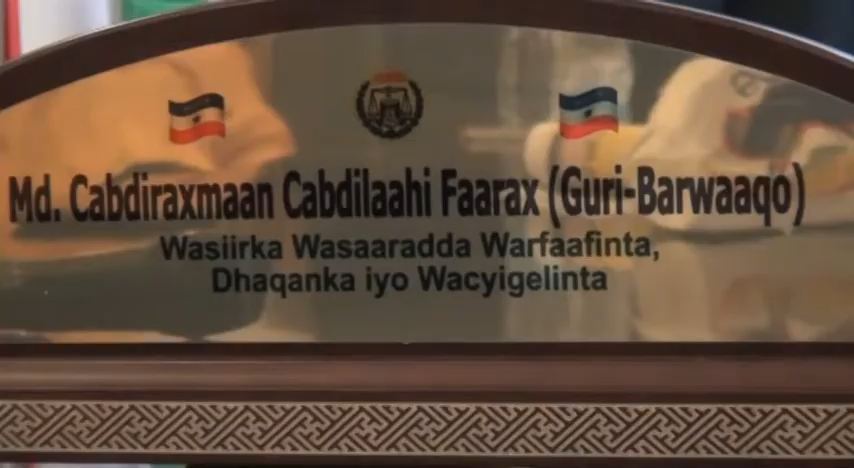 Md. Cabdiraxmaan Cabdilaahi Faarax (Guri-Barwaaqo)
Wasiirka Wasaaradda Warfaafinta,
Dhaqanka iyo Wacyigelinta